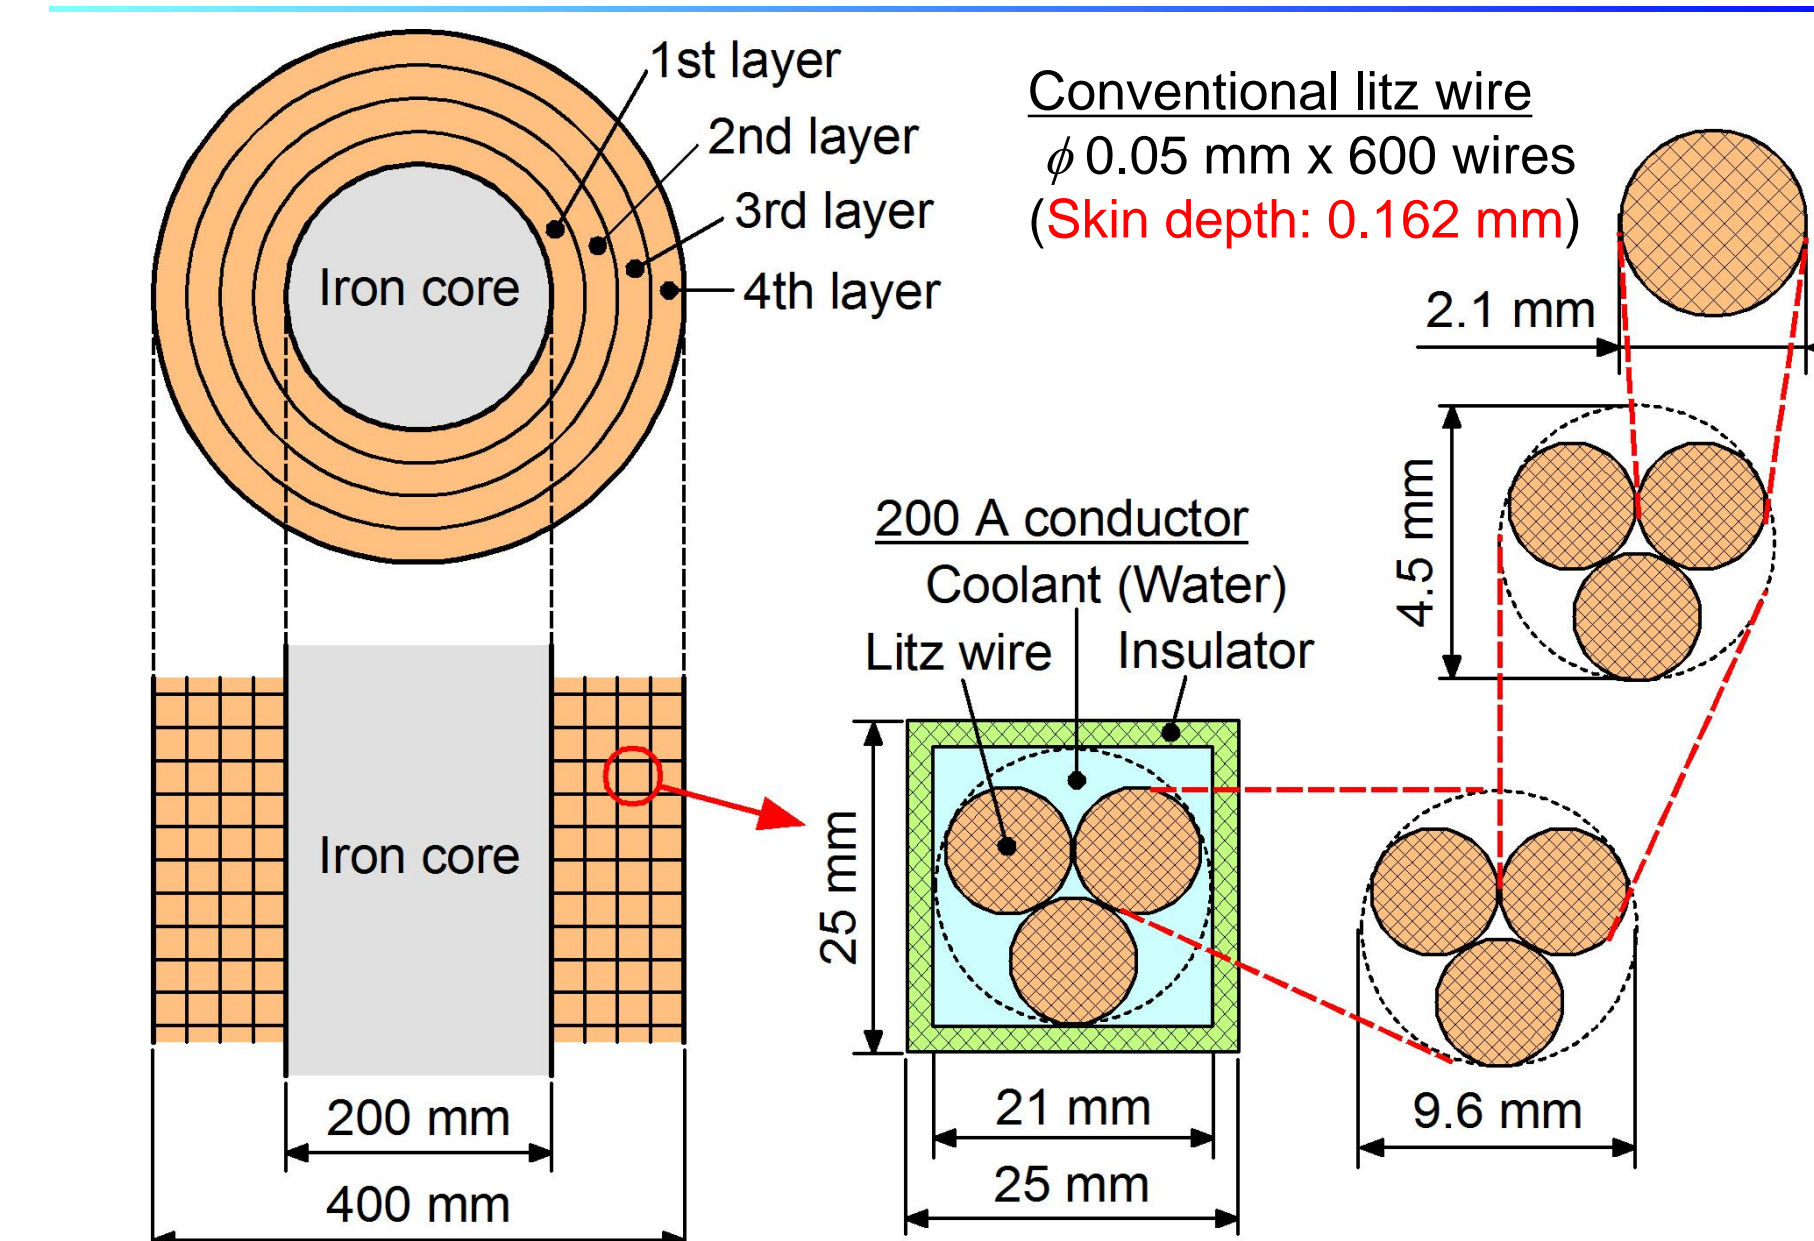 1st layer
2nd layer
3rd layer
4th layer
Iron core
Conventional litz wire
ϕ 0.05 mm x 600 wires
(Skin depth: 0.162 mm)
2.1 mm
4.5 mm
200 A conductor
Coolant (Water)
Litz wire
Insulator
Iron core
25 mm
21 mm
25 mm
9.6 mm
200 mm
400 mm